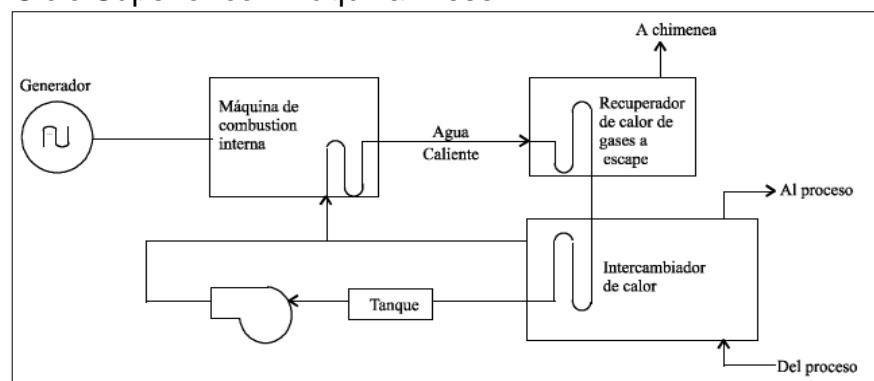 A chimenea
Generador
Máquina de
combustion
interna
Agua
Caliente
Recuperador
de calor de
gases a
escape
Al proceso
Intercambiador
de calor
Tanque
Del proceso